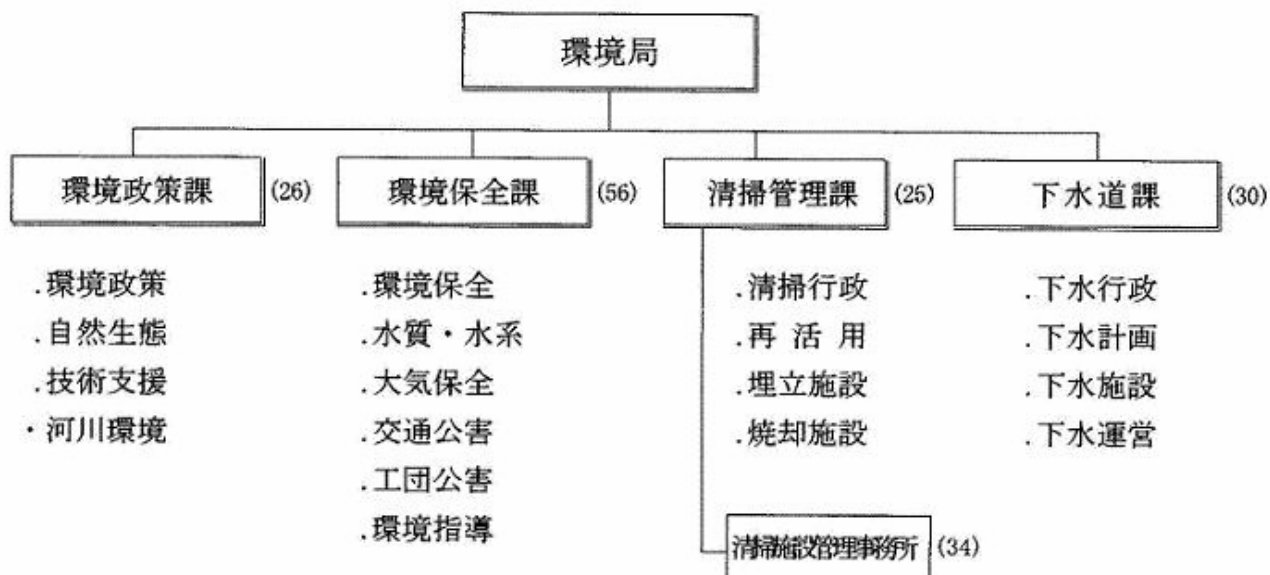 環境局
環境政策課 (26)
環境保全課 (56)
清掃管理課 (25)
下水道課 (30)
.環境政策
.自然生態
.技術支援
・河川環境
.環境保全
.水質・水系
.大気保全
.交通公害
.工団公害
.環境指導
.清掃行政
.再活用
.埋立施設
.焼却施設
清掃施設管理事務所 (34)
.下水行政
.下水計画
.下水施設
.下水運営